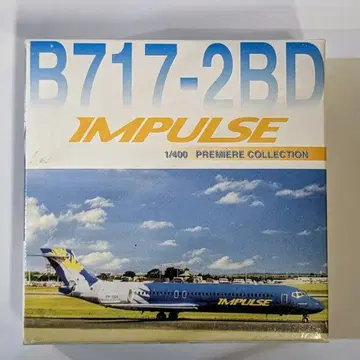 B717-2BD
IMPULSE
1/400 PREMIERE COLLECTION
IMPULSE